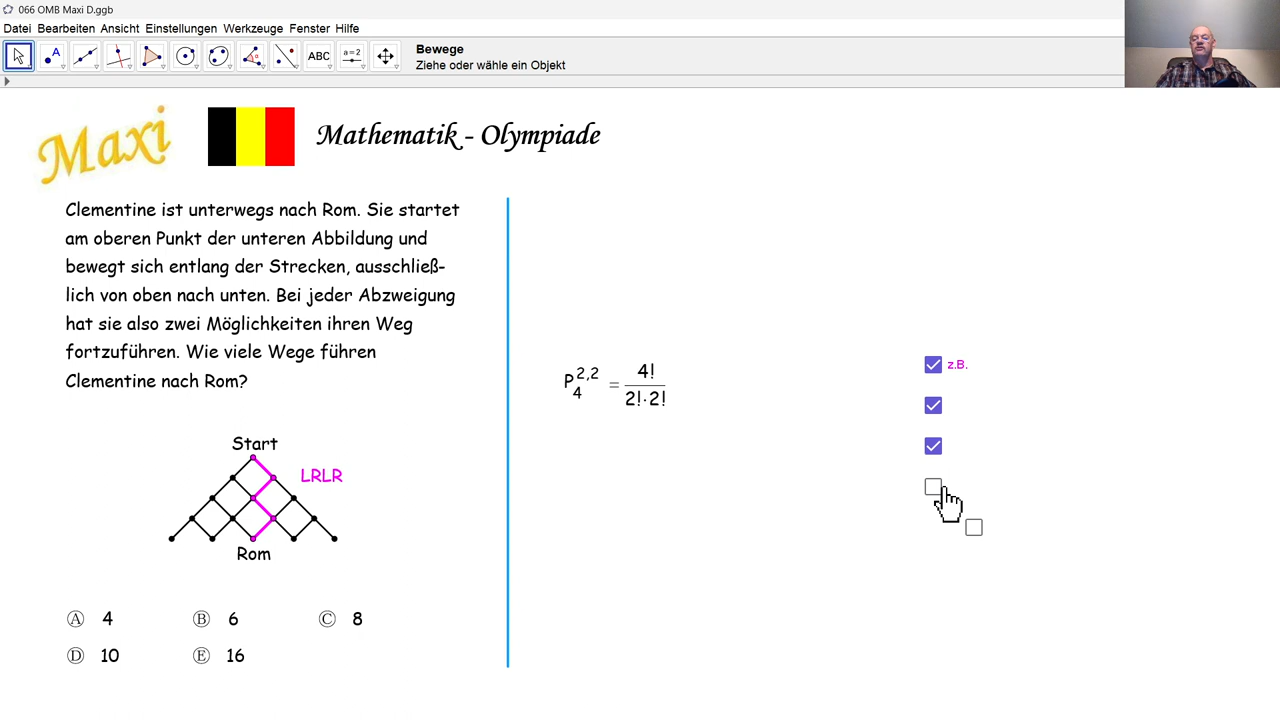 066 OMB Maxi D.ggb
Datei Bearbeiten Ansicht Einstellungen Werkzeuge Fenster Hilfe
A
ABC
a=2
Bewege
Ziehe oder wähle ein Objekt
Maxi
Mathematik - Olympiade
Clementine ist unterwegs nach Rom. Sie startet
am oberen Punkt der unteren Abbildung und
bewegt sich entlang der Strecken, ausschließ-
lich von oben nach unten. Bei jeder Abzweigung
hat sie also zwei Möglichkeiten ihren Weg
fortzuführen. Wie viele Wege führen
Clementine nach Rom?
Start
LRLR
Rom
Ⓐ 4 Ⓑ 6 Ⓒ 8
Ⓓ 10 Ⓔ 16
P₄^2,2 = 4! / 2!·2!
z.B.